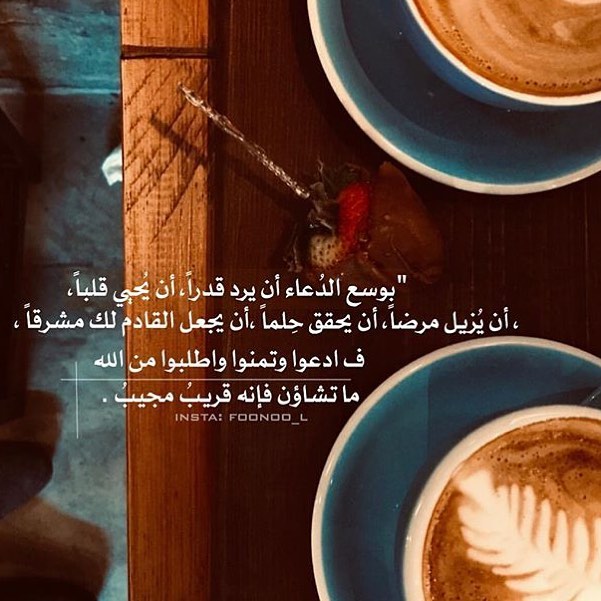 "بوسع الدُعاء أن يرد قدراً، أن يُحيي قلباً،
، أن يُزيل مرضاً، أن يحقق حلماً ،أن يجعل القادم لك مشرقاً ،
ف ادعوا وتمنوا واطلبوا من الله
ما تشاؤن فإنه قريبُ مجيبُ .
INSTA: FOONOO_L